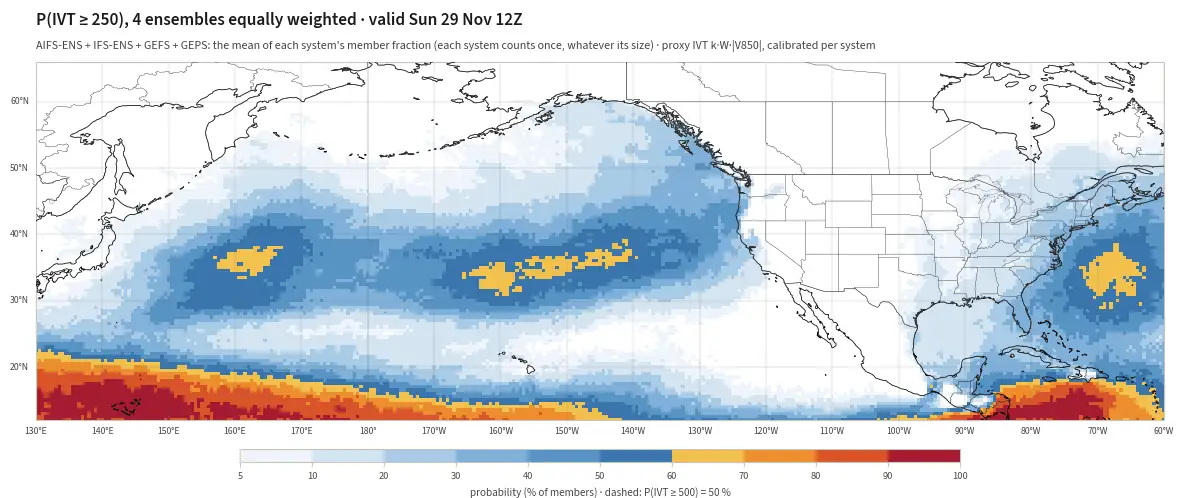 P(IVT ≥ 250), 4 ensembles equally weighted · valid Sun 29 Nov 12Z
AIFS-ENS + IFS-ENS + GEFS + GEPS: the mean of each system's member fraction (each system counts once, whatever its size) · proxy IVT k·W·|V850|, calibrated per system
60°N
50°N
40°N
30°N
20°N
130°E 140°E 150°E 160°E 170°E 180° 170°W 160°W 150°W 140°W 130°W 120°W 110°W 100°W 90°W 80°W 70°W 60°W
5 10 20 30 40 50 60 70 80 90 100
probability (% of members) · dashed: P(IVT ≥ 500) = 50 %